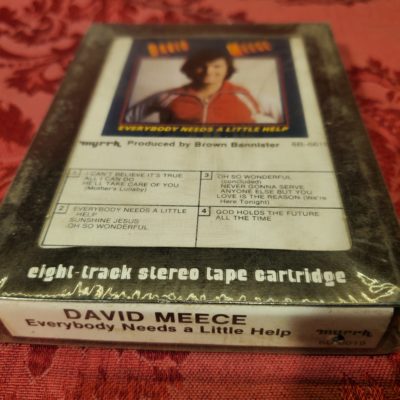 DAVID MEECE
EVERYBODY NEEDS A LITTLE HELP
myrrh Produced by Brown Bannister 8B-6619
1 I CAN'T BELIEVE IT'S TRUE
ALL I CAN DO
HE'LL TAKE CARE OF YOU
(Mother's Lullaby)
2 EVERYBODY NEEDS A LITTLE
HELP
SUNSHINE JESUS
OH SO WONDERFUL
3 OH SO WONDERFUL
(concluded)
NEVER GONNA SERVE
ANYONE ELSE BUT YOU
LOVE IS THE REASON (We're
Here Tonight)
4 GOD HOLDS THE FUTURE
ALL THE TIME
eight-track stereo tape cartridge
DAVID MEECE
Everybody Needs a Little Help
myrrh